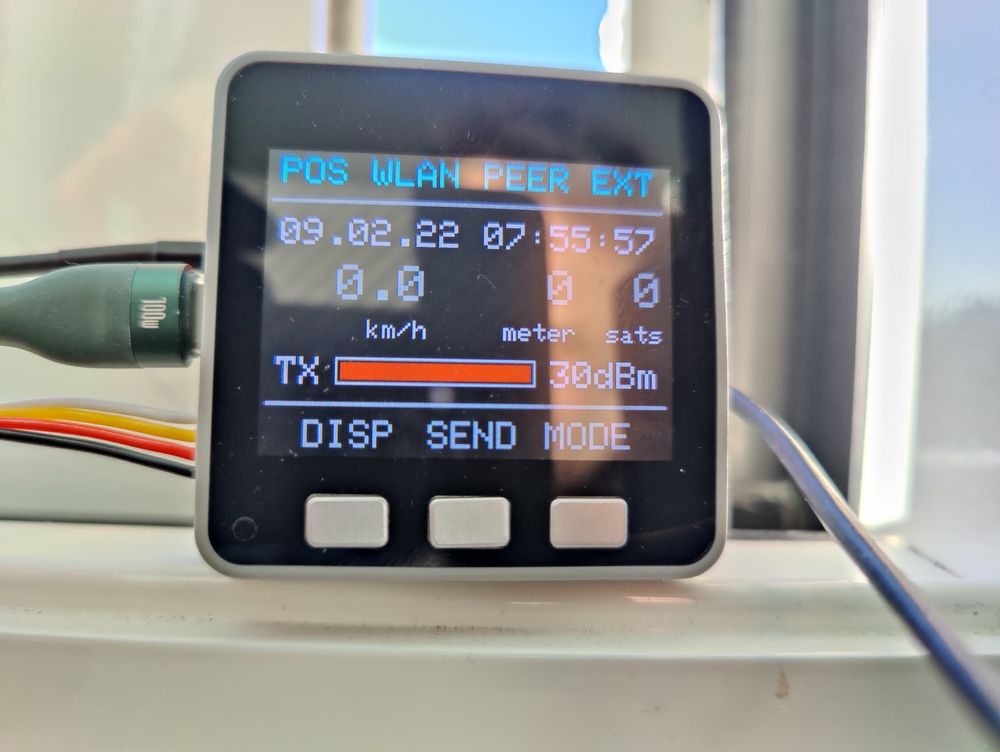 POS WLAN PEER EXT
09.02.22 07:55:57
0.0 0 0
km/h meter sats
TX 30dBm
DISP SEND MODE
100W